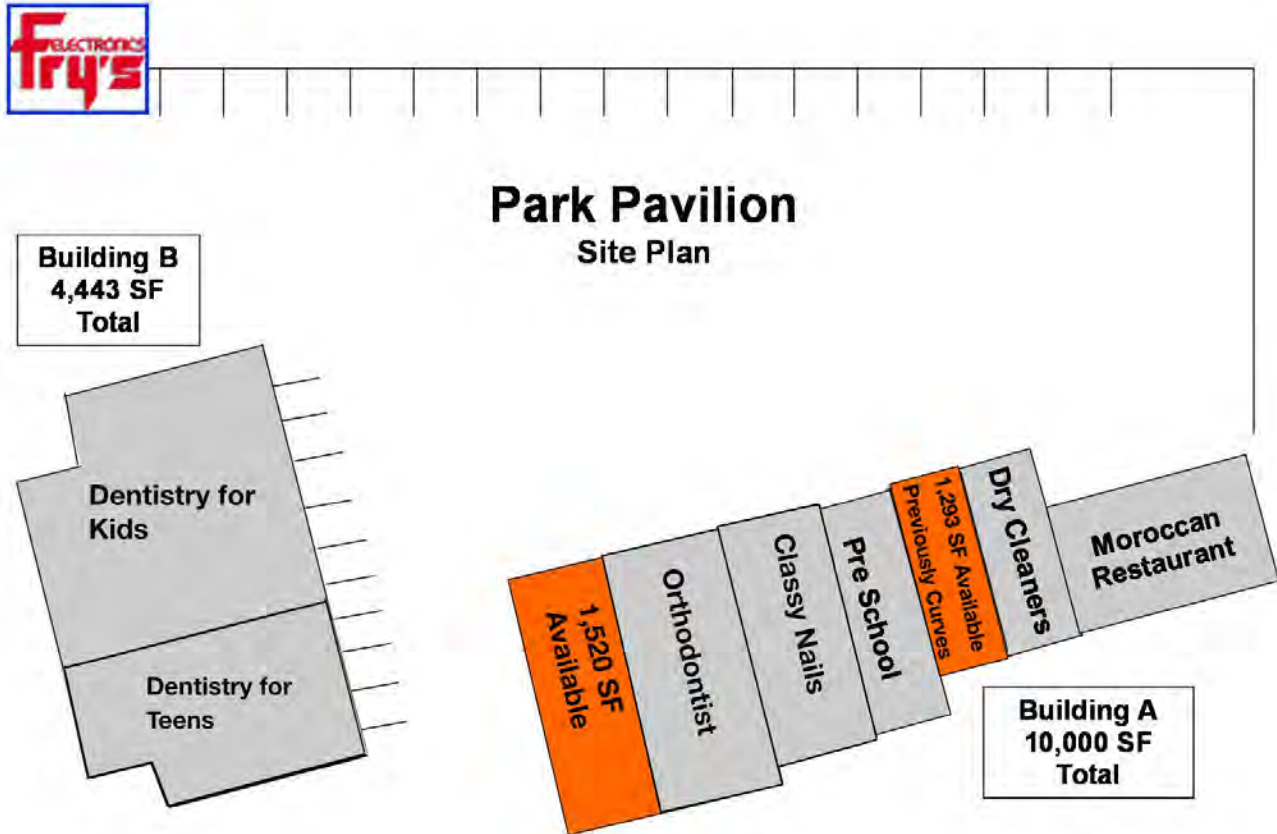 ELECTRONICS
Fry's
Park Pavilion
Site Plan
Building B
4,443 SF
Total
Dentistry for
Kids
Dentistry for
Teens
1,520 SF
Available
Orthodontist
Classy Nails
Pre School
1,293 SF Available
Previously Curves
Dry Cleaners
Moroccan
Restaurant
Building A
10,000 SF
Total